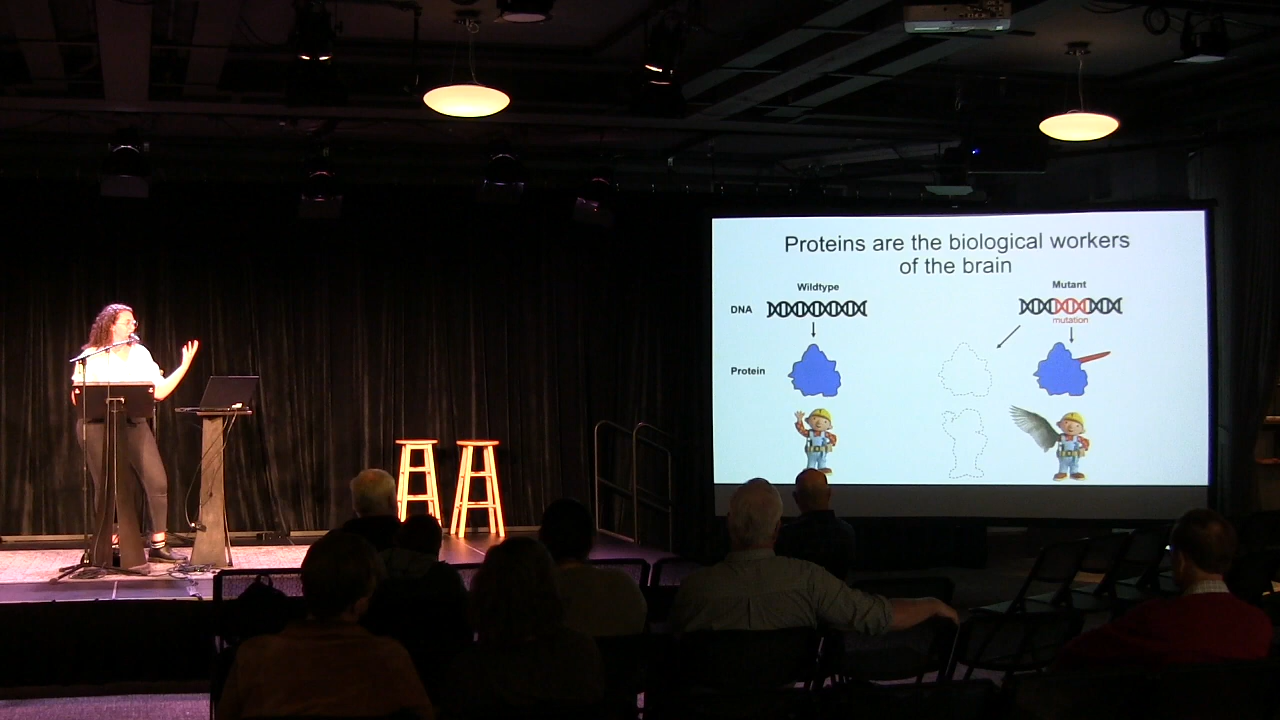 Proteins are the biological workers
of the brain
Wildtype
Mutant
DNA
mutation
Protein